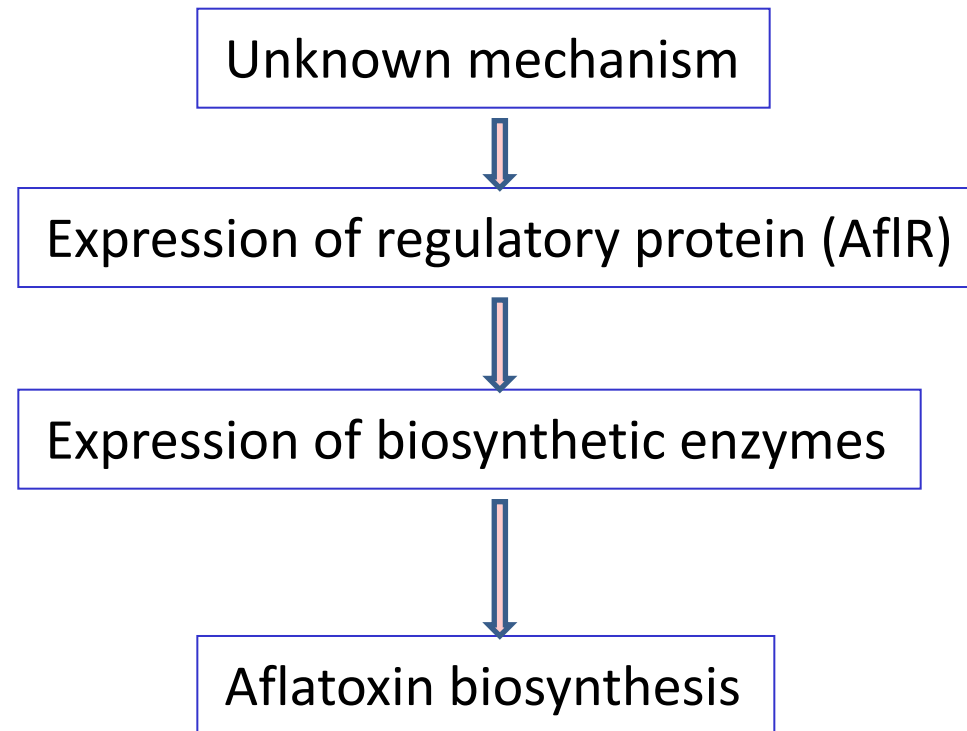 Unknown mechanism
Expression of regulatory protein (AflR)
Expression of biosynthetic enzymes
Aflatoxin biosynthesis